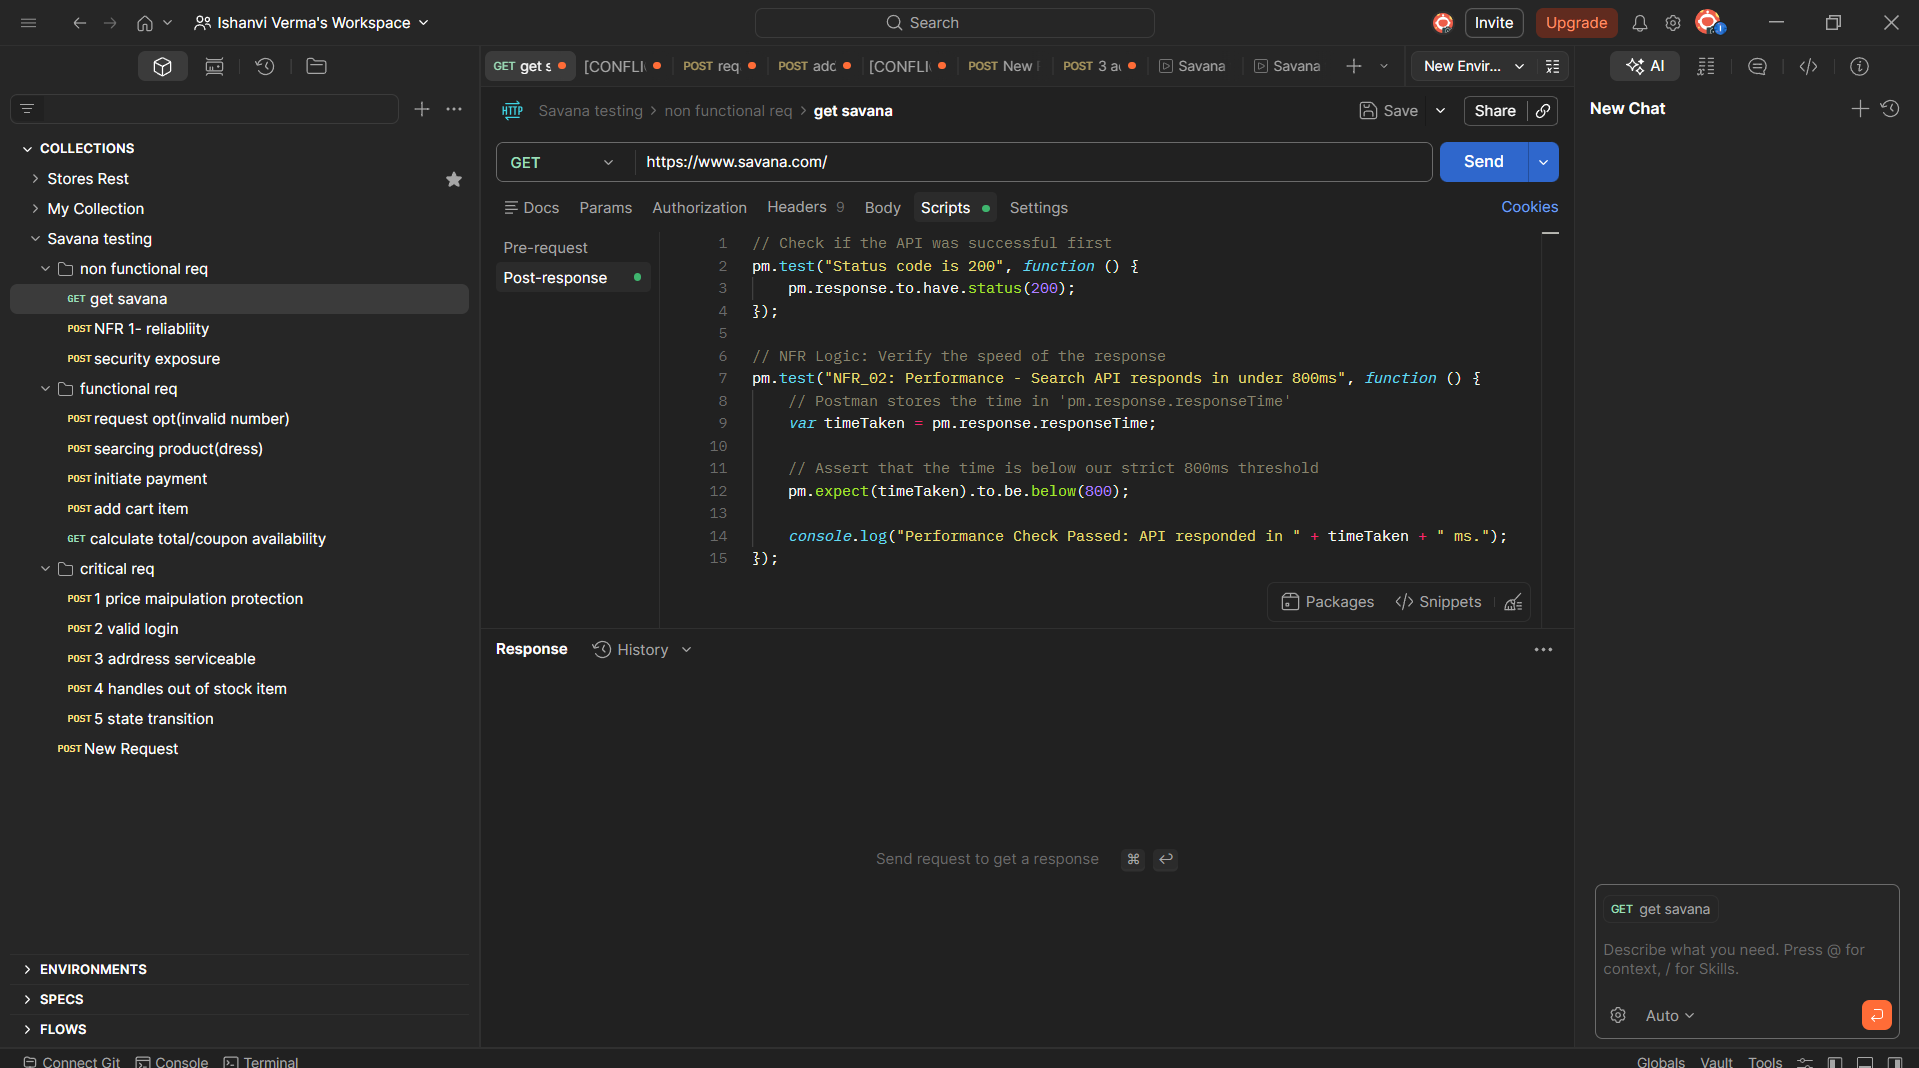 Ishanvi Verma's Workspace
Search
Invite
Upgrade
GET get s
[CONFLI
POST req
POST adc
[CONFLI
POST New
POST 3 a
Savana
Savana
New Envir...
AI
Savana testing > non functional req > get savana
Save
Share
New Chat
COLLECTIONS
Stores Rest
My Collection
Savana testing
non functional req
GET get savana
POST NFR 1- reliabliity
POST security exposure
functional req
POST request opt(invalid number)
POST searcing product(dress)
POST initiate payment
POST add cart item
GET calculate total/coupon availability
critical req
POST 1 price maipulation protection
POST 2 valid login
POST 3 adrdress serviceable
POST 4 handles out of stock item
POST 5 state transition
POST New Request
ENVIRONMENTS
SPECS
FLOWS
HTTP
GET
https://www.savana.com/
Send
Docs
Params
Authorization
Headers 9
Body
Scripts
Settings
Cookies
Pre-request
Post-response
1 // Check if the API was successful first
2 pm.test("Status code is 200", function () {
3 pm.response.to.have.status(200);
4 });
5
6 // NFR Logic: Verify the speed of the response
7 pm.test("NFR_02: Performance - Search API responds in under 800ms", function () {
8 // Postman stores the time in 'pm.response.responseTime'
9 var timeTaken = pm.response.responseTime;
10
11 // Assert that the time is below our strict 800ms threshold
12 pm.expect(timeTaken).to.be.below(800);
13
14 console.log("Performance Check Passed: API responded in " + timeTaken + " ms.");
15 });
Packages
Snippets
Response
History
Send request to get a response
GET get savana
Describe what you need. Press @ for
context, / for Skills.
Auto
Connect Git
Console
Terminal
Globals
Vault
Tools